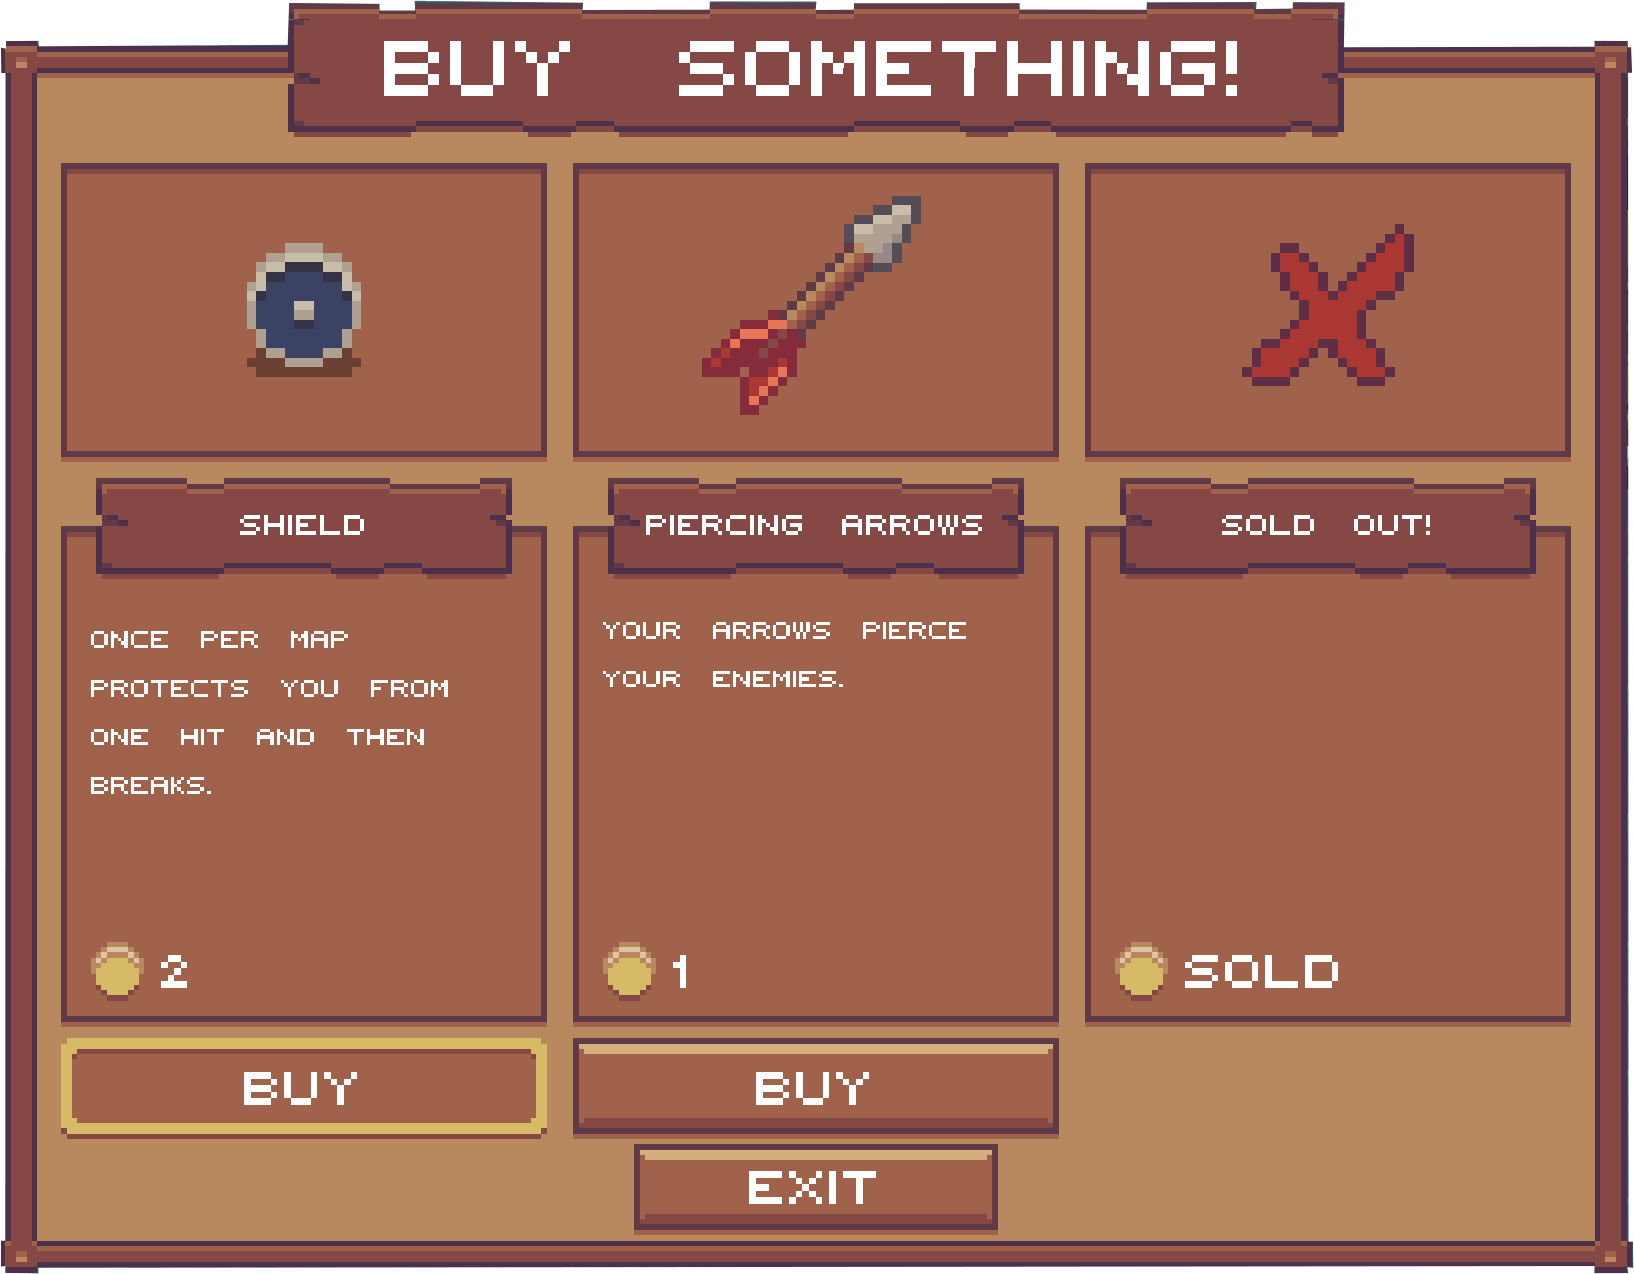 BUY SOMETHING!
SHIELD
ONCE PER MAP
PROTECTS YOU FROM
ONE HIT AND THEN
BREAKS.
2
BUY
PIERCING ARROWS
YOUR ARROWS PIERCE
YOUR ENEMIES.
1
BUY
SOLD OUT!
SOLD
EXIT